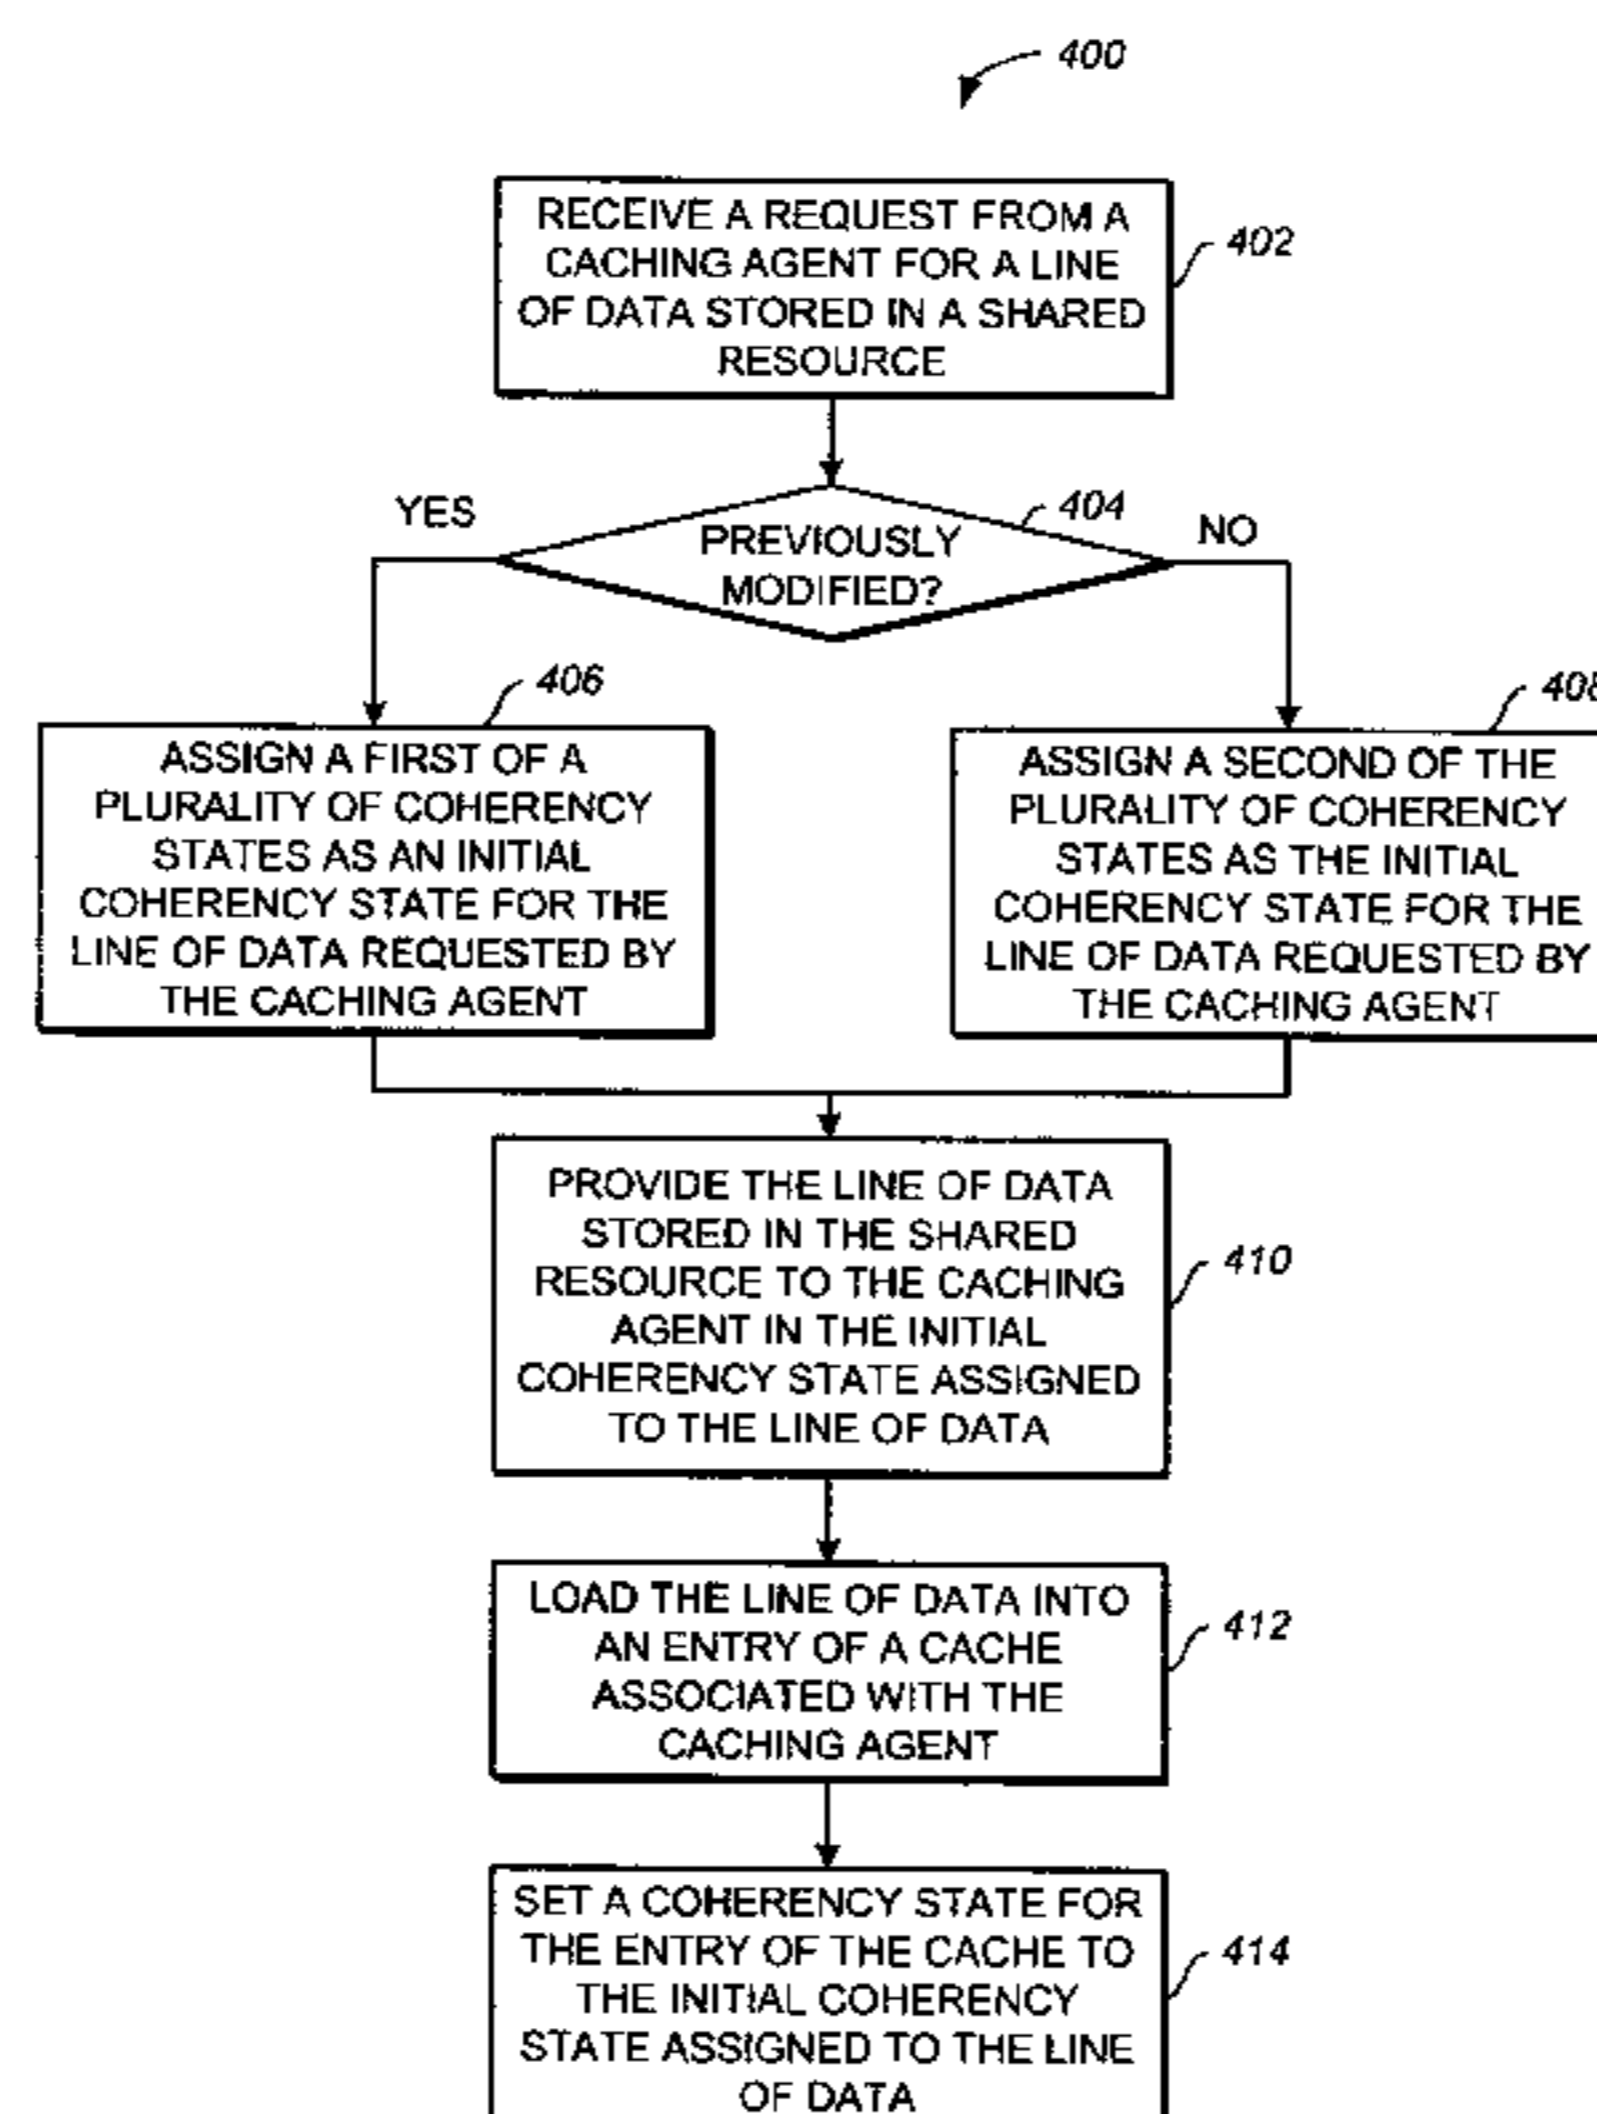 400
RECEIVE A REQUEST FROM A
CACHING AGENT FOR A LINE
OF DATA STORED IN A SHARED
RESOURCE
402
YES
PREVIOUSLY
MODIFIED?
404
NO
406
ASSIGN A FIRST OF A
PLURALITY OF COHERENCY
STATES AS AN INITIAL
COHERENCY STATE FOR THE
LINE OF DATA REQUESTED BY
THE CACHING AGENT
408
ASSIGN A SECOND OF THE
PLURALITY OF COHERENCY
STATES AS THE INITIAL
COHERENCY STATE FOR THE
LINE OF DATA REQUESTED BY
THE CACHING AGENT
PROVIDE THE LINE OF DATA
STORED IN THE SHARED
RESOURCE TO THE CACHING
AGENT IN THE INITIAL
COHERENCY STATE ASSIGNED
TO THE LINE OF DATA
410
LOAD THE LINE OF DATA INTO
AN ENTRY OF A CACHE
ASSOCIATED WITH THE
CACHING AGENT
412
SET A COHERENCY STATE FOR
THE ENTRY OF THE CACHE TO
THE INITIAL COHERENCY
STATE ASSIGNED TO THE LINE
OF DATA
414